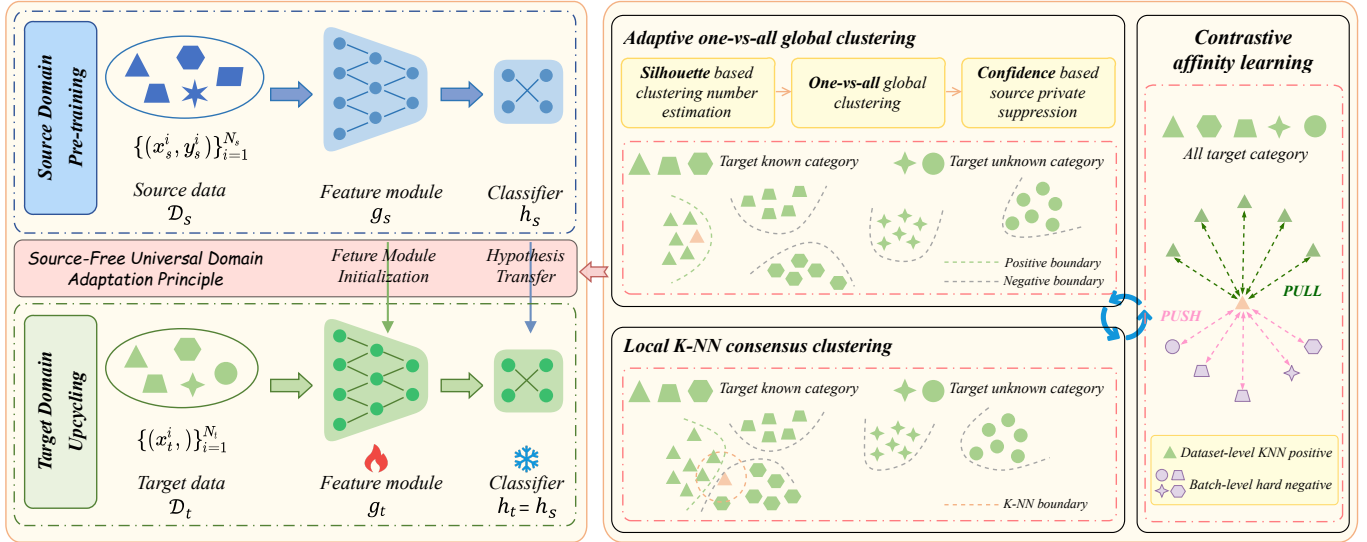 Source Domain
Pre-training
{(x_s^i, y_s^i)}_{i=1}^{N_s}
Source data
𝒟_s
Feature module
g_s
Classifier
h_s
Source-Free Universal Domain
Adaptation Principle
Feture Module
Initialization
Hypothesis
Transfer
Target Domain
Upcycling
{(x_t^i, )}_{i=1}^{N_t}
Target data
𝒟_t
Feature module
g_t
Classifier
h_t = h_s
Adaptive one-vs-all global clustering
Silhouette based
clustering number
estimation
One-vs-all global
clustering
Confidence based
source private
suppression
Target known category
Target unknown category
Positive boundary
Negative boundary
Local K-NN consensus clustering
Target known category
Target unknown category
K-NN boundary
Contrastive
affinity learning
All target category
PULL
PUSH
Dataset-level KNN positive
Batch-level hard negative